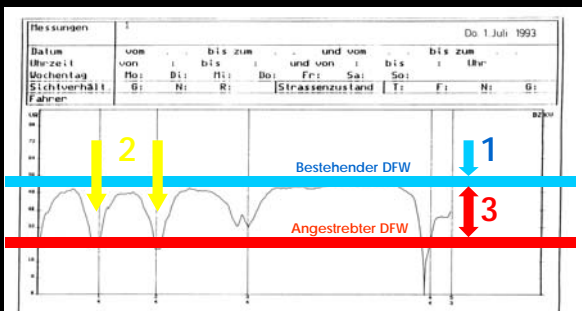 Messungen 1 Do. 1.Juli 1993
Datum vom . . bis zum . . und vom . . bis zum . .
Uhrzeit von : bis : und von : bis : Uhr
Wochentag Mo: Di: Mi: Do: Fr: Sa: So:
Sichtverhält. G: N: R: Strassenzustand T: F: N: G:
Fahrer
2
1
Bestehender DFW
3
Angestrebter DFW